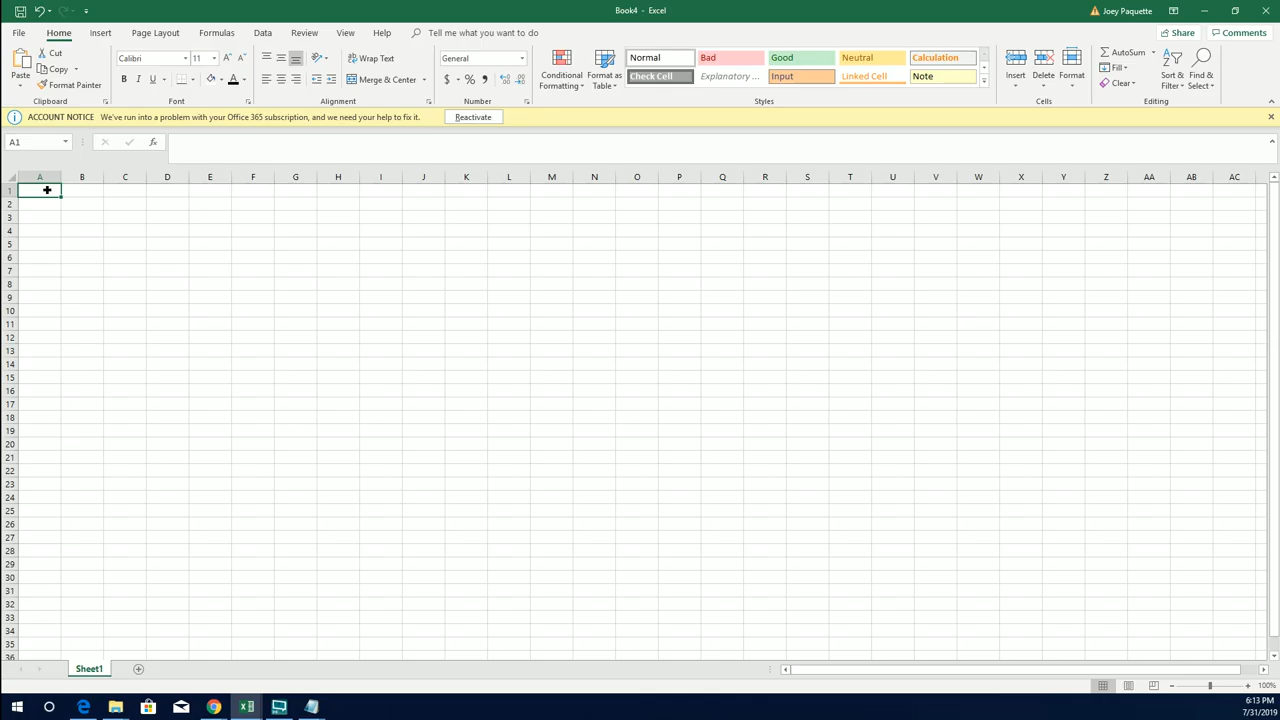 Book4 - Excel
Joey Paquette
File Home Insert Page Layout Formulas Data Review View Help Tell me what you want to do
Share Comments
Paste
Cut
Copy
Format Painter
Clipboard
Calibri 11
B I U
Font
Wrap Text
Merge & Center
Alignment
General
$ % ,
Number
Conditional Formatting
Format as Table
Normal Bad Good Neutral Calculation
Check Cell Explanatory ... Input Linked Cell Note
Styles
Insert Delete Format
Cells
AutoSum
Fill
Clear
Sort & Filter
Find & Select
Editing
ACCOUNT NOTICE We've run into a problem with your Office 365 subscription, and we need your help to fix it. Reactivate
A1 fx
A B C D E F G H I J K L M N O P Q R S T U V W X Y Z AA AB AC
1
2
3
4
5
6
7
8
9
10
11
12
13
14
15
16
17
18
19
20
21
22
23
24
25
26
27
28
29
30
31
32
33
34
35
36
Sheet1
100%
6:13 PM
7/31/2019